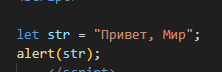 let str = "Привет, Мир";
alert(str);